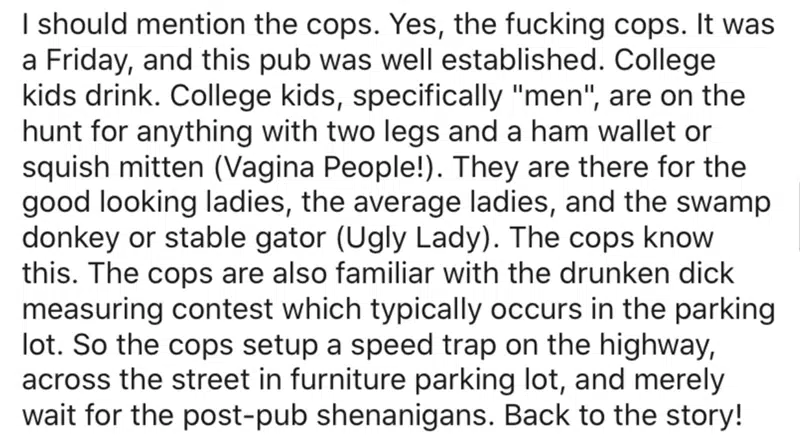 I should mention the cops. Yes, the fucking cops. It was
a Friday, and this pub was well established. College
kids drink. College kids, specifically "men", are on the
hunt for anything with two legs and a ham wallet or
squish mitten (Vagina People!). They are there for the
good looking ladies, the average ladies, and the swamp
donkey or stable gator (Ugly Lady). The cops know
this. The cops are also familiar with the drunken dick
measuring contest which typically occurs in the parking
lot. So the cops setup a speed trap on the highway,
across the street in furniture parking lot, and merely
wait for the post-pub shenanigans. Back to the story!